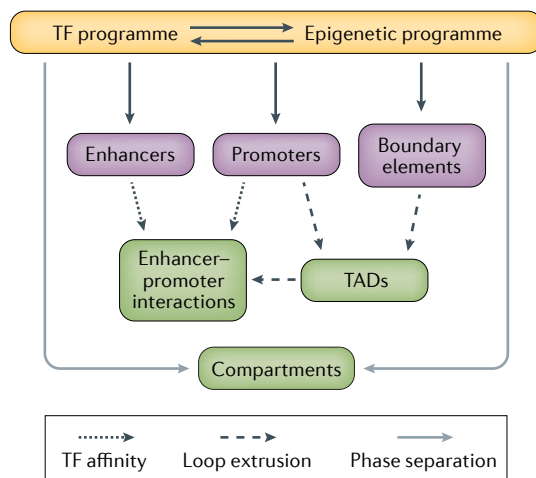 TF programme Epigenetic programme
Enhancers Promoters Boundary
elements
Enhancer–
promoter
interactions
TADs
Compartments
TF affinity Loop extrusion Phase separation